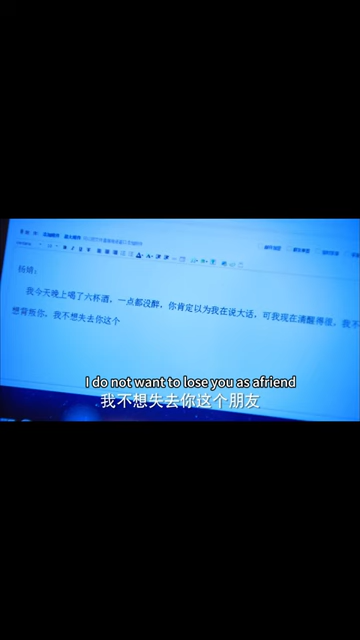 杨婧:
我今天晚上喝了六杯酒,一点都没醉,你肯定以为我在说大话,可我现在清醒得很,我不
想背叛你,我不想失去你这个
I do not want to lose you as afriend
我不想失去你这个朋友